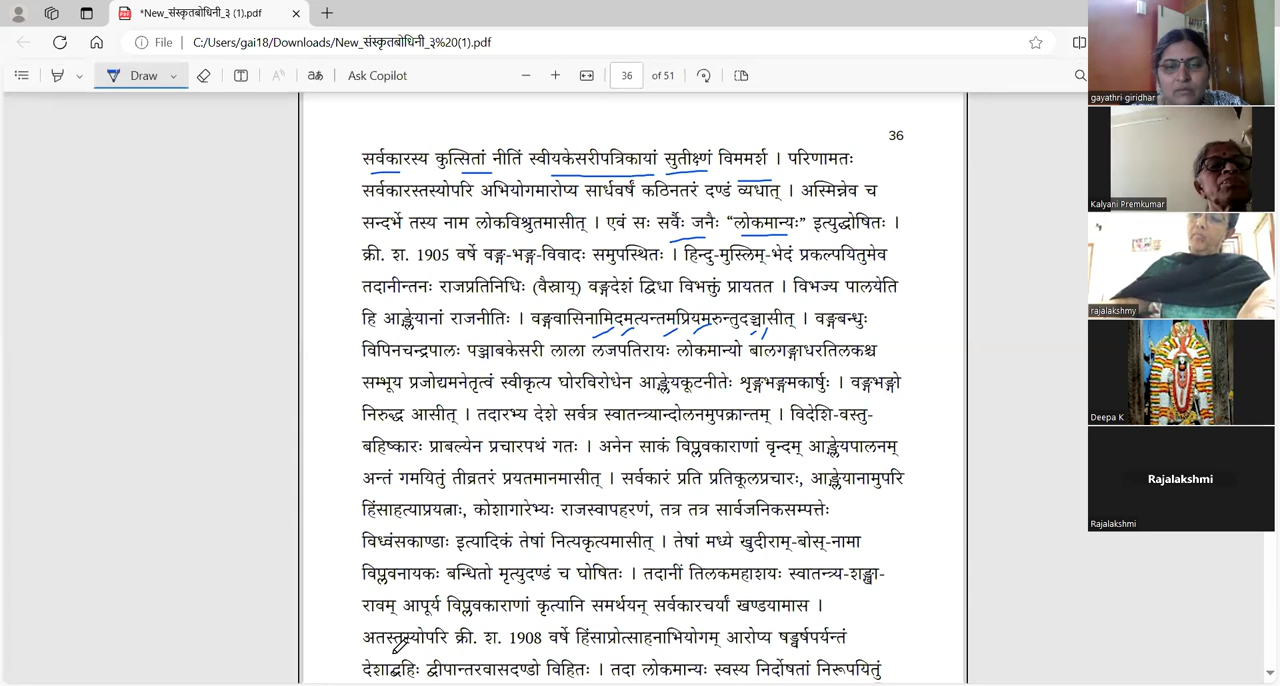 *New_संस्कृतबोधिनी_३ (1).pdf
File C:/Users/gai18/Downloads/New_संस्कृतबोधिनी_३%20(1).pdf
Draw Ask Copilot 36 of 51
36
सर्वकारस्य कुत्सितां नीतिं स्वीयकेसरीपत्रिकायां सुतीक्ष्णं विममर्श । परिणामतः
सर्वकारस्तस्योपरि अभियोगमारोप्य सार्धवर्षं कठिनतरं दण्डं व्यधात् । अस्मिन्नेव च
सन्दर्भे तस्य नाम लोकविश्रुतमासीत् । एवं सः सर्वैः जनैः “लोकमान्यः” इत्युद्घोषितः ।
क्री. श. 1905 वर्षे वङ्ग-भङ्ग-विवादः समुपस्थितः । हिन्दु-मुस्लिम्-भेदं प्रकल्पयितुमेव
तदानीन्तनः राजप्रतिनिधिः (वैस्राय्) वङ्गदेशं द्विधा विभक्तुं प्रायतत । विभज्य पालयेति
हि आङ्ग्लेयानां राजनीतिः । वङ्गवासिनामिदमत्यन्तमप्रियमरुन्तुदञ्चासीत् । वङ्गबन्धुः
विपिनचन्द्रपालः पञ्जाबकेसरी लाला लजपतिरायः लोकमान्यो बालगङ्गाधरतिलकश्च
सम्भूय प्रजोद्यमनेतृत्वं स्वीकृत्य घोरविरोधेन आङ्ग्लेयकूटनीतेः शृङ्गभङ्गमकार्षुः । वङ्गभङ्गो
निरुद्ध आसीत् । तदारभ्य देशे सर्वत्र स्वातन्त्र्यान्दोलनमुपक्रान्तम् । विदेशि-वस्तु-
बहिष्कारः प्राबल्येन प्रचारपथं गतः । अनेन साकं विप्लवकाराणां वृन्दम् आङ्ग्लेयपालनम्
अन्तं गमयितुं तीव्रतरं प्रयतमानमासीत् । सर्वकारं प्रति प्रतिकूलप्रचारः, आङ्ग्लेयानामुपरि
हिंसाहत्याप्रयत्नाः, कोशागारेभ्यः राजस्वापहरणं, तत्र तत्र सार्वजनिकसम्पत्तेः
विध्वंसकाण्डाः इत्यादिकं तेषां नित्यकृत्यमासीत् । तेषां मध्ये खुदीराम्-बोस्-नामा
विप्लवनायकः बन्धितो मृत्युदण्डं च घोषितः । तदानीं तिलकमहाशयः स्वातन्त्र्य-शङ्खा-
रावम् आपूर्य विप्लवकाराणां कृत्यानि समर्थयन् सर्वकारचर्यां खण्डयामास ।
अतस्तस्योपरि क्री. श. 1908 वर्षे हिंसाप्रोत्साहनाभियोगम् आरोप्य षड्वर्षपर्यन्तं
देशाद्बहिः द्वीपान्तरवासदण्डो विहितः । तदा लोकमान्यः स्वस्य निर्दोषतां निरूपयितुं
gayathri giridhar
Kalyani Premkumar
rajalakshmy
Deepa K
Rajalakshmi
Rajalakshmi